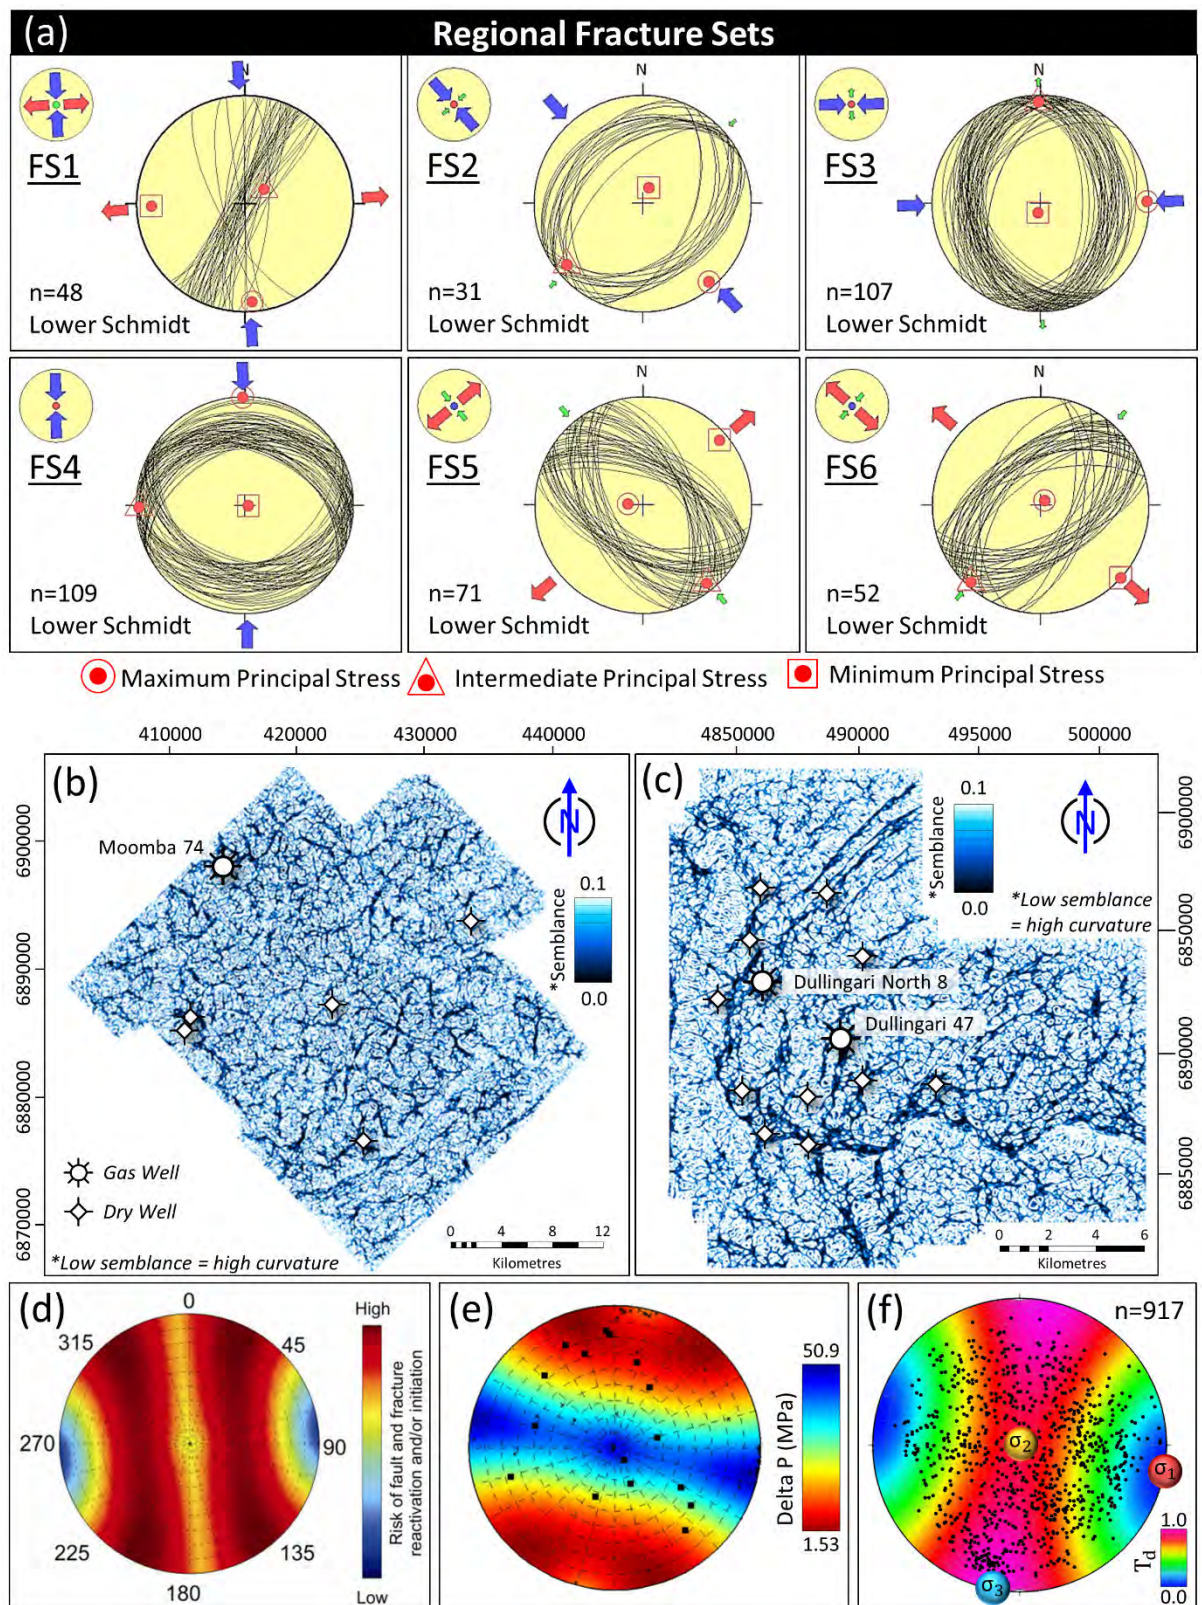 (a) Regional Fracture Sets
FS1
N
n=48
Lower Schmidt
FS2
N
n=31
Lower Schmidt
FS3
N
n=107
Lower Schmidt
FS4
n=109
Lower Schmidt
FS5
N
n=71
Lower Schmidt
FS6
N
n=52
Lower Schmidt
Maximum Principal Stress
Intermediate Principal Stress
Minimum Principal Stress
410000 420000 430000 440000
(b)
N
Moomba 74
*Semblance
0.1
0.0
6900000
6890000
6880000
6870000
Gas Well
Dry Well
*Low semblance = high curvature
0 4 8 12
Kilometres
4850000 490000 495000 500000
(c)
N
*Semblance
0.1
0.0
*Low semblance
= high curvature
Dullingari North 8
Dullingari 47
6900000
6850000
6890000
6885000
0 2 4 6
Kilometres
(d)
0
45
90
135
180
225
270
315
High
Risk of fault and fracture
reactivation and/or initiation
Low
(e)
50.9
Delta P (MPa)
1.53
(f)
n=917
σ2
σ1
σ3
1.0
Td
0.0